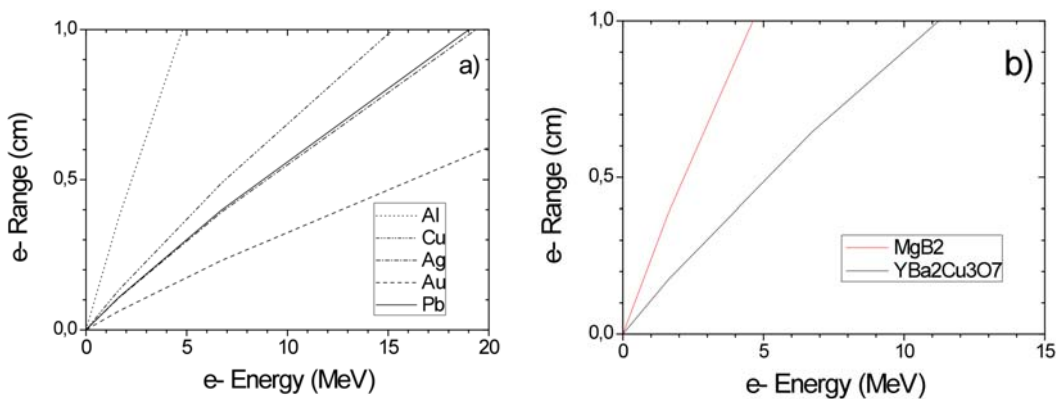 1,0
0,5
0,0
0
5
10
15
20
e- Range (cm)
e- Energy (MeV)
a)
Al
Cu
Ag
Au
Pb
1,0
0,5
0,0
0
5
10
15
e- Range (cm)
e- Energy (MeV)
b)
MgB2
YBa2Cu3O7